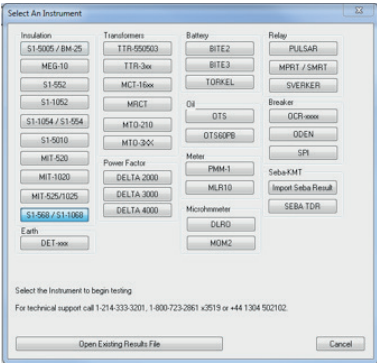 Select An Instrument
Insulation
S1-5005 / BM-25
MEG-10
S1-552
S1-1052
S1-1054 / S1-554
S1-5010
MIT-520
MIT-1020
MIT-525/1025
S1-568 / S1-1068
Earth
DET-xxx
Transformers
TTR-550503
TTR-3xx
MCT-16xx
MRCT
MTO-210
MTO-3XX
Power Factor
DELTA 2000
DELTA 3000
DELTA 4000
Battery
BITE2
BITE3
TORKEL
Oil
OTS
OTS60PB
Meter
PMM-1
MLR10
Microhmmeter
DLRO
MOM2
Relay
PULSAR
MPRT / SMRT
SVERKER
Breaker
OCR-xxxx
ODEN
SPI
Seba-KMT
Import Seba Result
SEBA TDR
Select the Instrument to begin testing
For technical support call 1-214-333-3201, 1-800-723-2861 x3519 or +44 1304 502102.
Open Existing Results File
Cancel